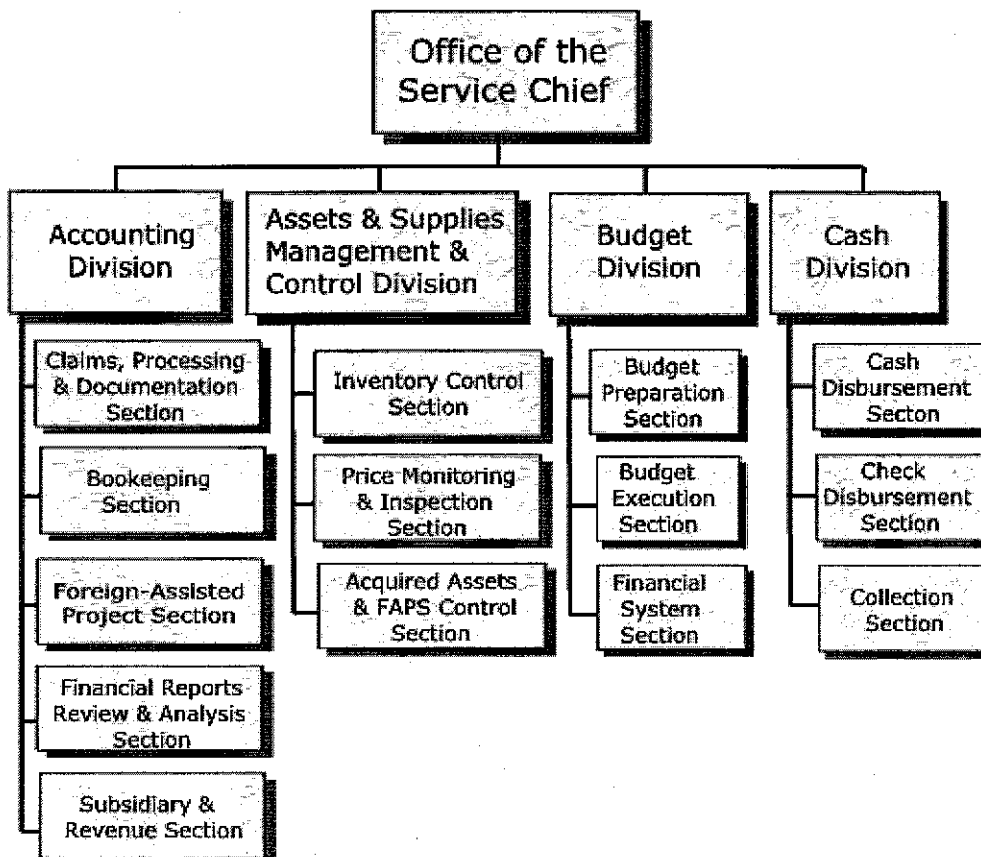 Office of the
Service Chief
Accounting
Division
Claims, Processing
& Documentation
Section
Bookeeping
Section
Foreign-Assisted
Project Section
Financial Reports
Review & Analysis
Section
Subsidiary &
Revenue Section
Assets & Supplies
Management &
Control Division
Inventory Control
Section
Price Monitoring
& Inspection
Section
Acquired Assets
& FAPS Control
Section
Budget
Division
Budget
Preparation
Section
Budget
Execution
Section
Financial
System
Section
Cash
Division
Cash
Disbursement
Secton
Check
Disbursement
Section
Collection
Section